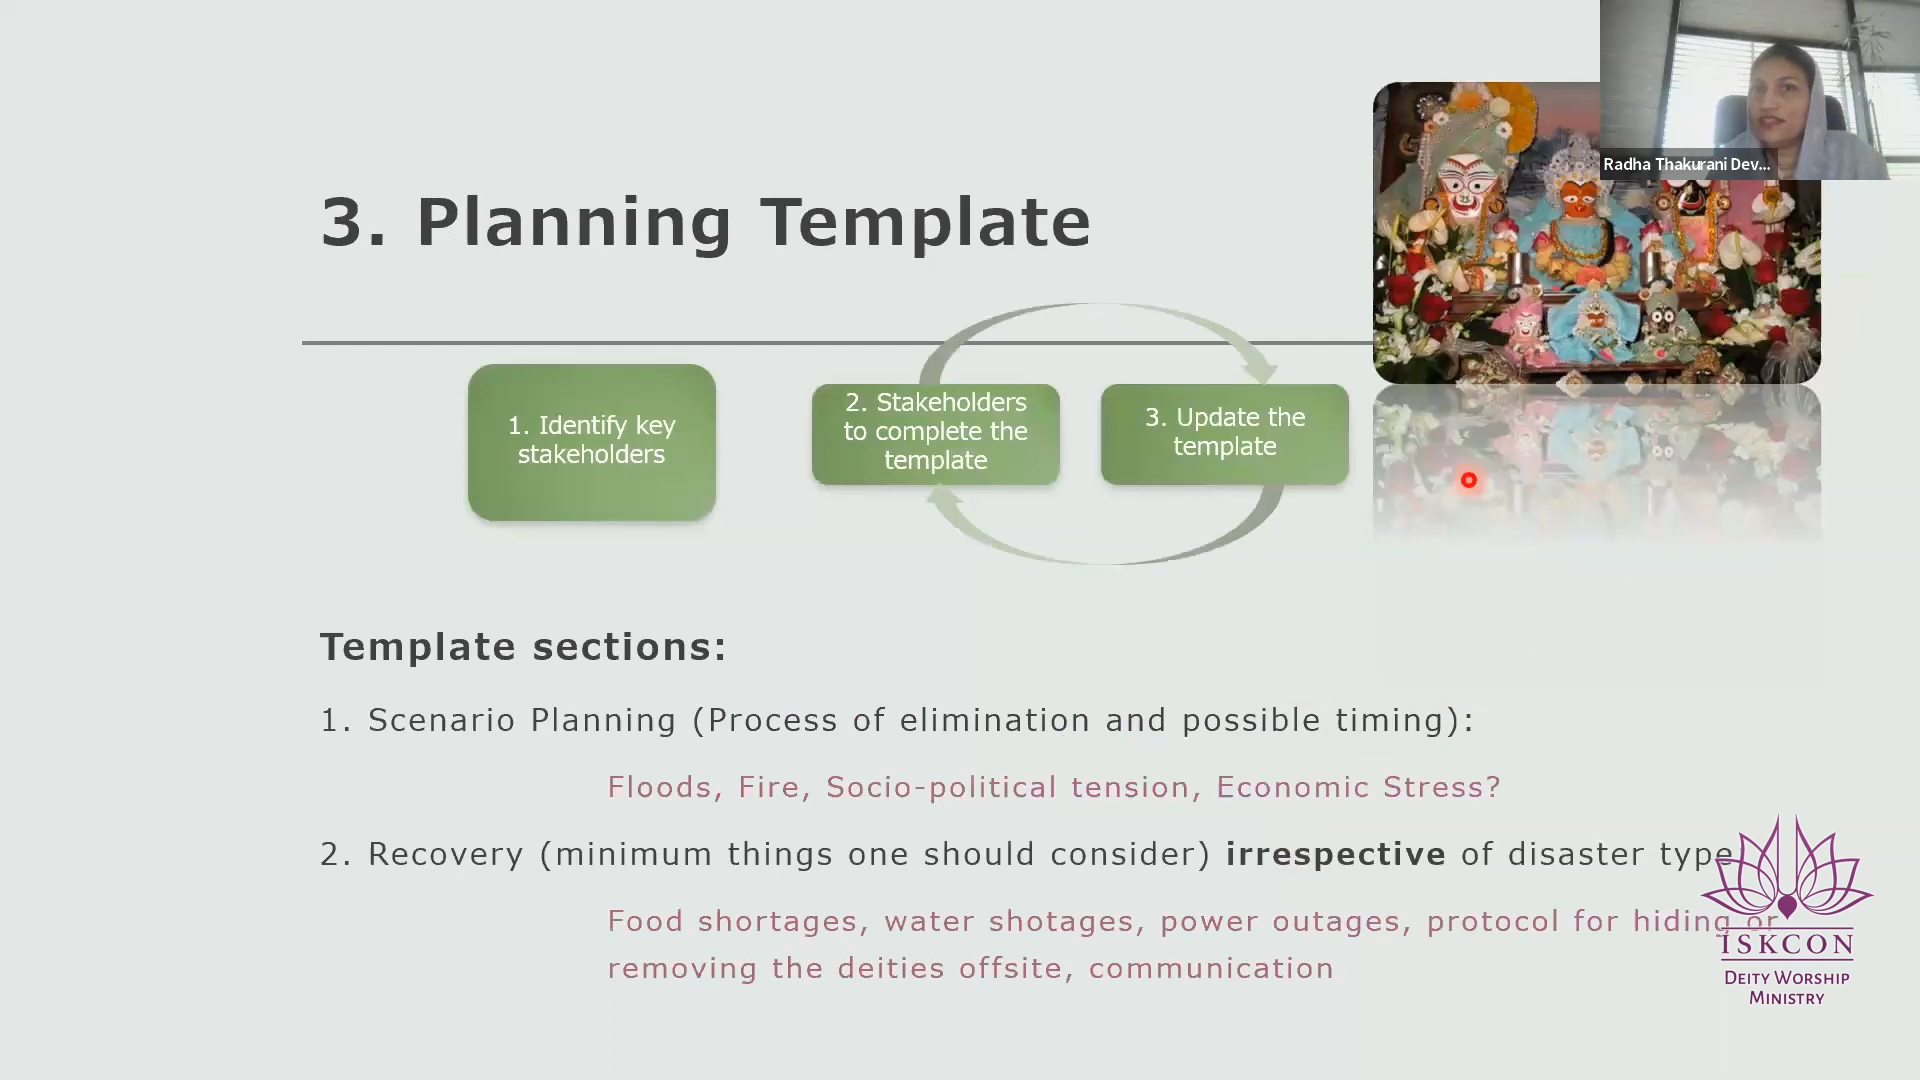 Radha Thakurani Dev...
3. Planning Template
1. Identify key
stakeholders
2. Stakeholders
to complete the
template
3. Update the
template
Template sections:
1. Scenario Planning (Process of elimination and possible timing):
Floods, Fire, Socio-political tension, Economic Stress?
2. Recovery (minimum things one should consider) irrespective of disaster type
Food shortages, water shotages, power outages, protocol for hiding or
removing the deities offsite, communication
ISKCON
DEITY WORSHIP
MINISTRY